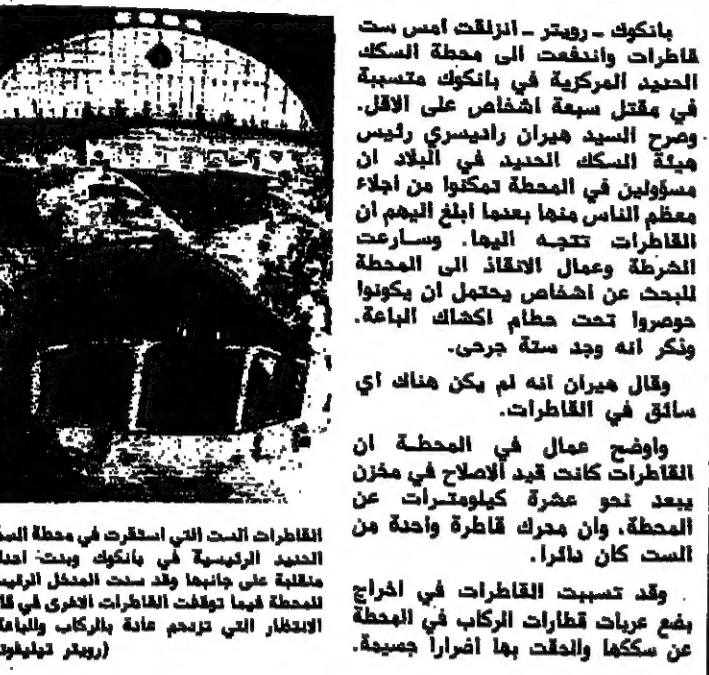 بانكوك ـ رويتر ـ انزلقت امس ست
قاطرات واندفعت الى محطة السكك
الحديد المركزية في بانكوك متسببة
في مقتل سبعة اشخاص على الاقل.
وصرح السيد هيران راديسري رئيس
هيئة السكك الحديد في البلاد ان
مسؤولين في المحطة تمكنوا من اجلاء
معظم الناس منها بعدما ابلغ اليهم ان
القاطرات تتجه اليها. وسارعت
الشرطة وعمال الانقاذ الى المحطة
للبحث عن اشخاص يحتمل ان يكونوا
حوصروا تحت حطام اكشاك الباعة.
وذكر انه وجد ستة جرحى.
وقال هيران انه لم يكن هناك اي
سائق في القاطرات.
واوضح عمال في المحطة ان
القاطرات كانت قيد الاصلاح في مخزن
يبعد نحو عشرة كيلومترات عن
المحطة، وان محرك قاطرة واحدة من
الست كان دائرا.
وقد تسببت القاطرات في اخراج
بضع عربات قطارات الركاب في المحطة
عن سككها والحقت بها اضرارا جسيمة.
القاطرات الست التي استقرت في محطة
الحديد الرئيسية في بانكوك وبدت
منقلبة على جانبها وقد سدت المدخل
للمحطة فيما توقفت القاطرات الاخرى في
الانتظار التي تزدحم عادة بالركاب
(رويتر